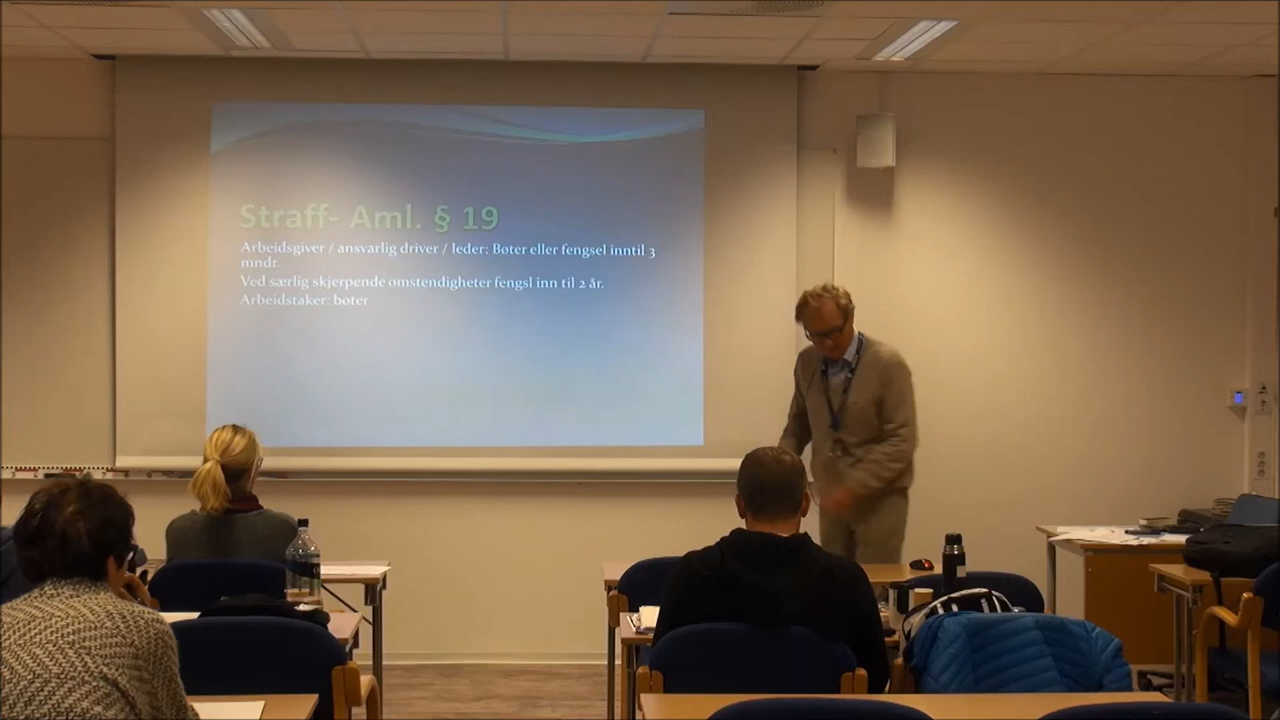 Straff- Aml. § 19
Arbeidsgiver / ansvarlig driver / leder: Bøter eller fengsel inntil 3
mndr.
Ved særlig skjerpende omstendigheter fengsl inn til 2 år.
Arbeidstaker: bøter